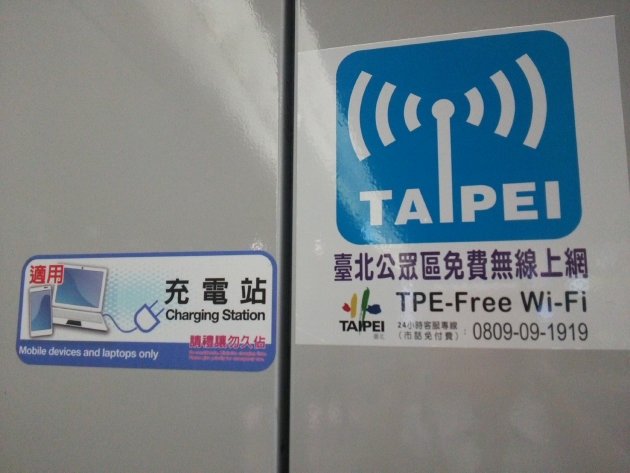 適用
充電站
Charging Station
請禮讓勿久佔
Mobile devices and laptops only
TAIPEI
臺北公眾區免費無線上網
TPE-Free Wi-Fi
TAIPEI
臺北
24小時客服專線
(市話免付費)
: 0809-09-1919